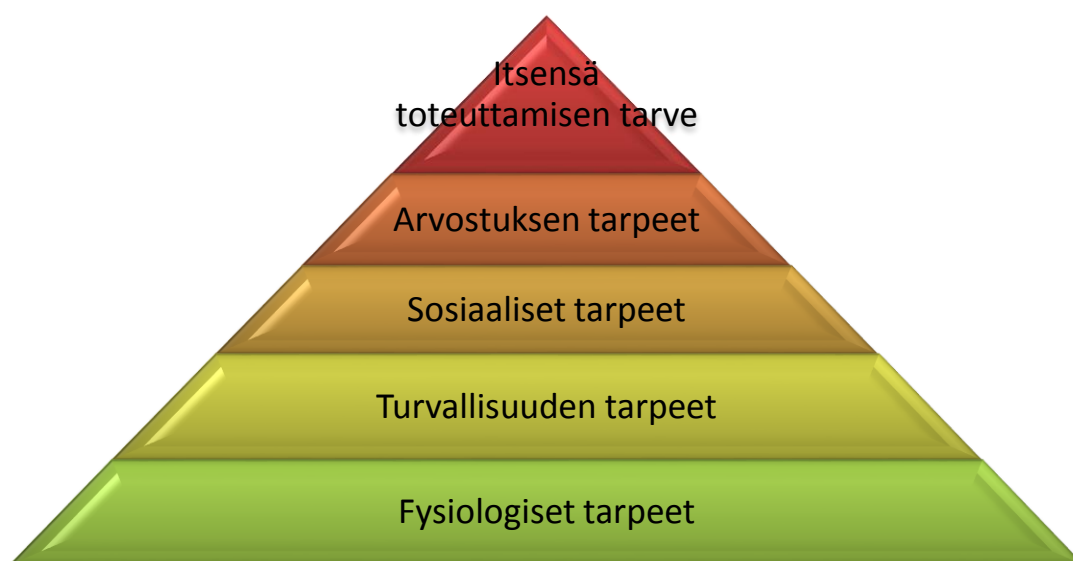 Itsensä
toteuttamisen tarve
Arvostuksen tarpeet
Sosiaaliset tarpeet
Turvallisuuden tarpeet
Fysiologiset tarpeet